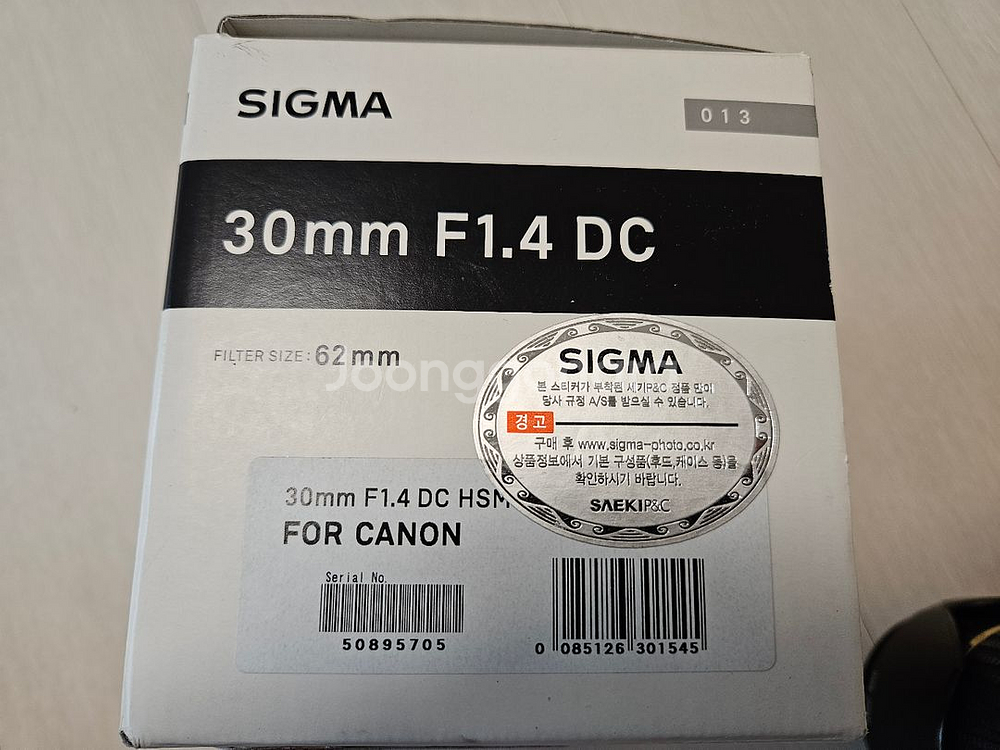 SIGMA
013
30mm F1.4 DC
FILTER SIZE : 62mm
SIGMA
본 스티커가 부착된 세기P&C 정품 만이
당사 규정 A/S를 받으실 수 있습니다.
경고
구매 후 www.sigma-photo.co.kr
상품정보에서 기본 구성품(후드,케이스 등)을
확인하시기 바랍니다.
SAEKIP&C
30mm F1.4 DC HSM
FOR CANON
Serial No.
50895705
0 085126 301545